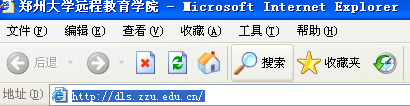 郑州大学远程教育学院 - Microsoft Internet Explorer
文件(F) 编辑(E) 查看(V) 收藏(A) 工具(T) 帮助(H)
后退 搜索 收藏夹
地址(D) http://dls.zzu.edu.cn/